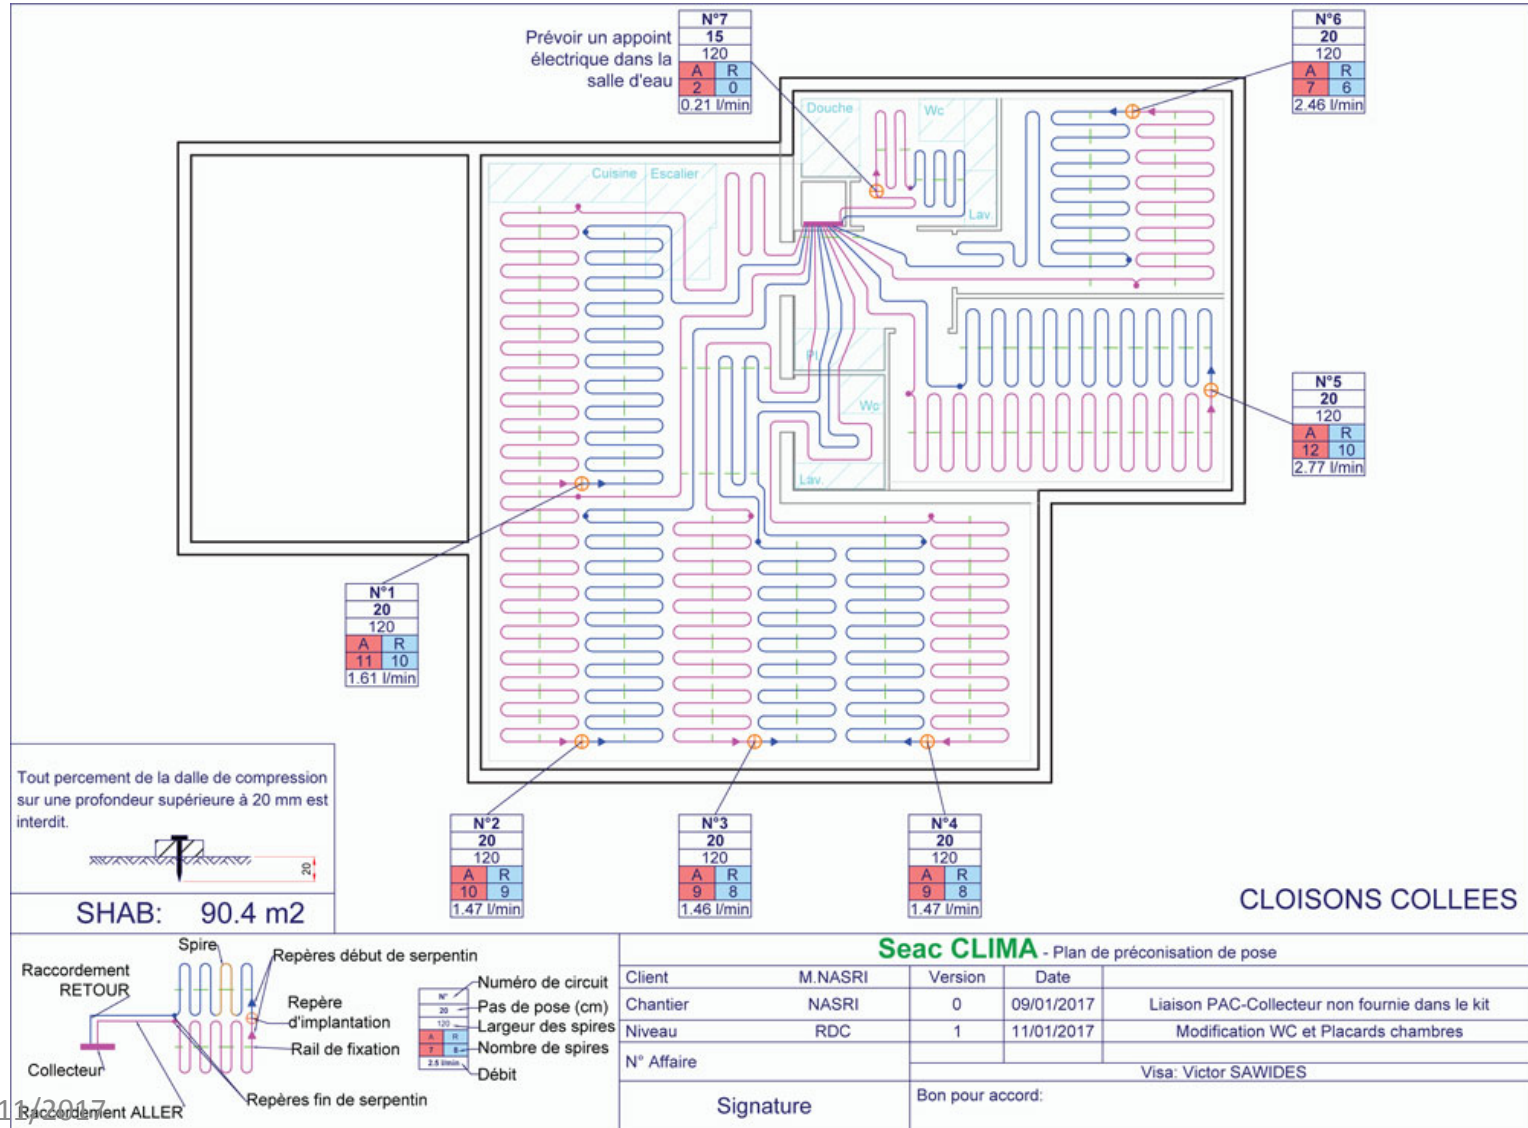 Prévoir un appoint
électrique dans la
salle d'eau
N°7
15
120
A R
2 0
0.21 l/min
N°6
20
120
A R
7 6
2.46 l/min
Douche
Wc
Lav.
Cuisine
Escalier
Pl
Wc
Lav.
N°5
20
120
A R
12 10
2.77 l/min
N°1
20
120
A R
11 10
1.61 l/min
N°2
20
120
A R
10 9
1.47 l/min
N°3
20
120
A R
9 8
1.46 l/min
N°4
20
120
A R
9 8
1.47 l/min
Tout percement de la dalle de compression
sur une profondeur supérieure à 20 mm est
interdit.
20
SHAB: 90.4 m2
CLOISONS COLLEES
Spire
Repères début de serpentin
Raccordement
RETOUR
Repère
d'implantation
Rail de fixation
Collecteur
Raccordement ALLER
Repères fin de serpentin
N°
20
120
A R
7 8
2.5 l/min
Numéro de circuit
Pas de pose (cm)
Largeur des spires
Nombre de spires
Débit
11/2017
Seac CLIMA - Plan de préconisation de pose
Client M.NASRI Version Date
Chantier NASRI 0 09/01/2017 Liaison PAC-Collecteur non fournie dans le kit
Niveau RDC 1 11/01/2017 Modification WC et Placards chambres
N° Affaire
Visa: Victor SAWIDES
Signature
Bon pour accord: